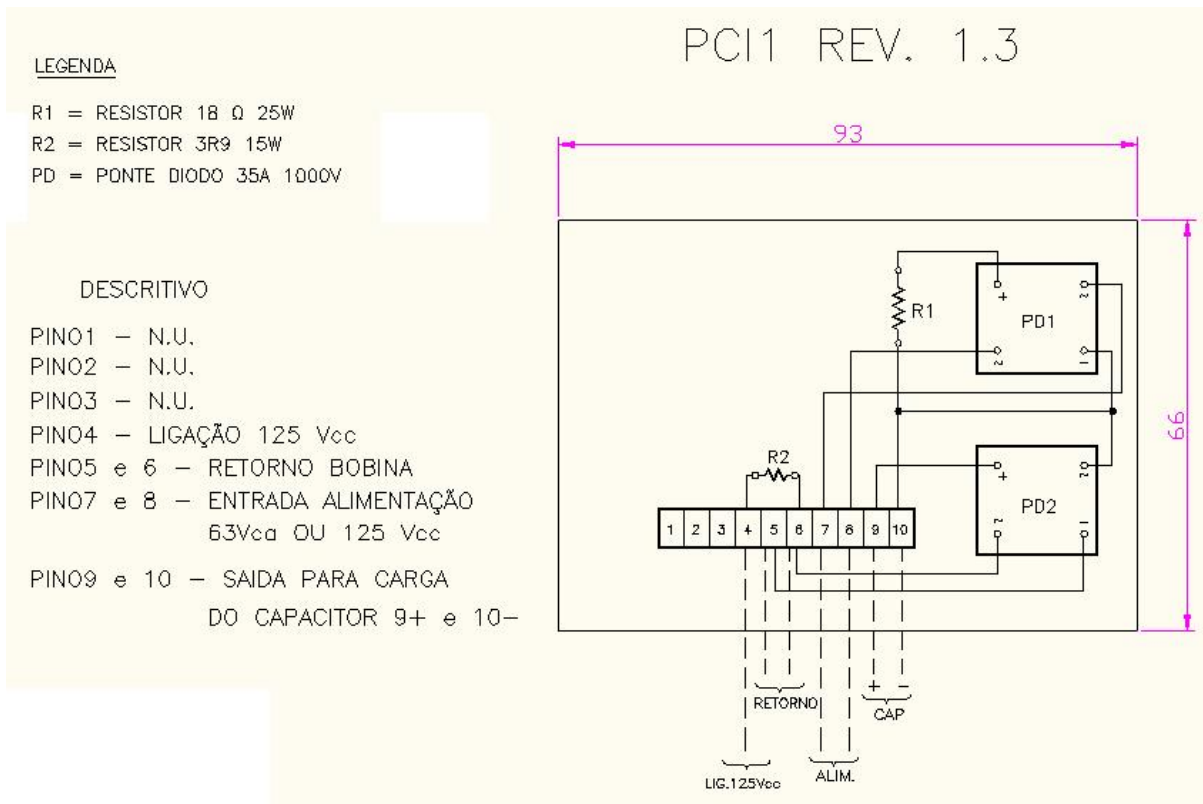 PCI1 REV. 1.3
LEGENDA
R1 = RESISTOR 18 Ω 25W
R2 = RESISTOR 3R9 15W
PD = PONTE DIODO 35A 1000V
DESCRITIVO
PINO1 – N.U.
PINO2 – N.U.
PINO3 – N.U.
PINO4 – LIGAÇÃO 125 Vcc
PINO5 e 6 – RETORNO BOBINA
PINO7 e 8 – ENTRADA ALIMENTAÇÃO
63Vca OU 125 Vcc
PINO9 e 10 – SAIDA PARA CARGA
DO CAPACITOR 9+ e 10-
93
66
R1
+
~
PD1
~
-
R2
+
~
PD2
~
-
1 2 3 4 5 6 7 8 9 10
+ -
RETORNO
CAP
LIG.125Vcc
ALIM.